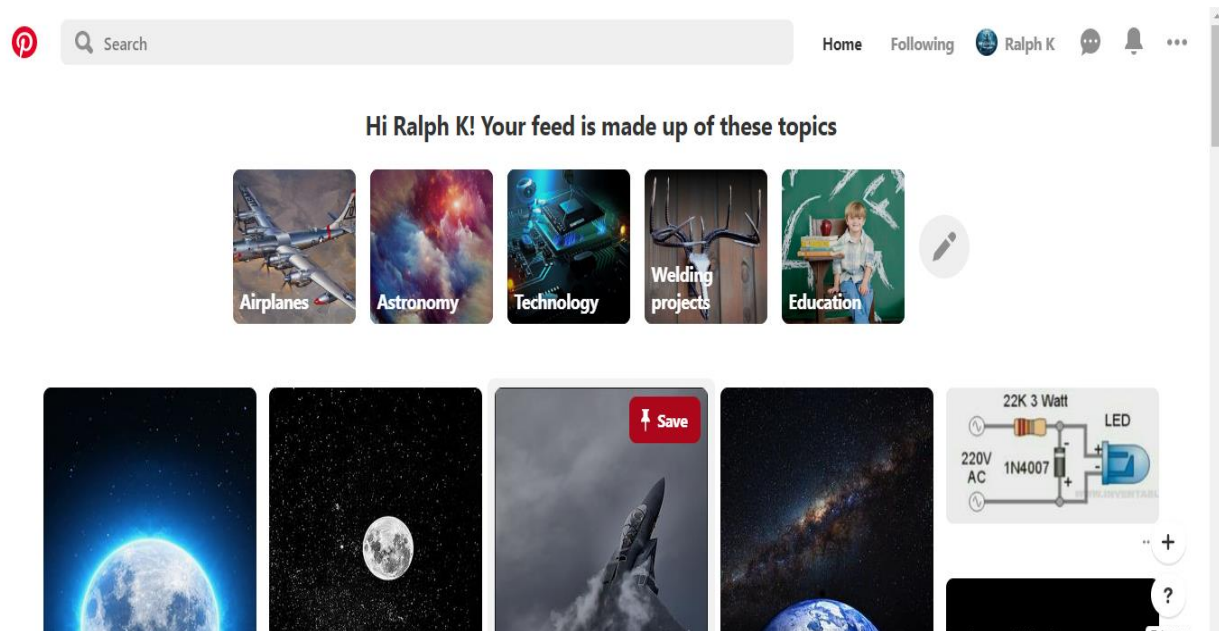 Search
Home
Following
Ralph K
Hi Ralph K! Your feed is made up of these topics
Airplanes
Astronomy
Technology
Welding
projects
Education
Save
22K 3 Watt
LED
220V
AC
1N4007
+
-
-
+
+
?